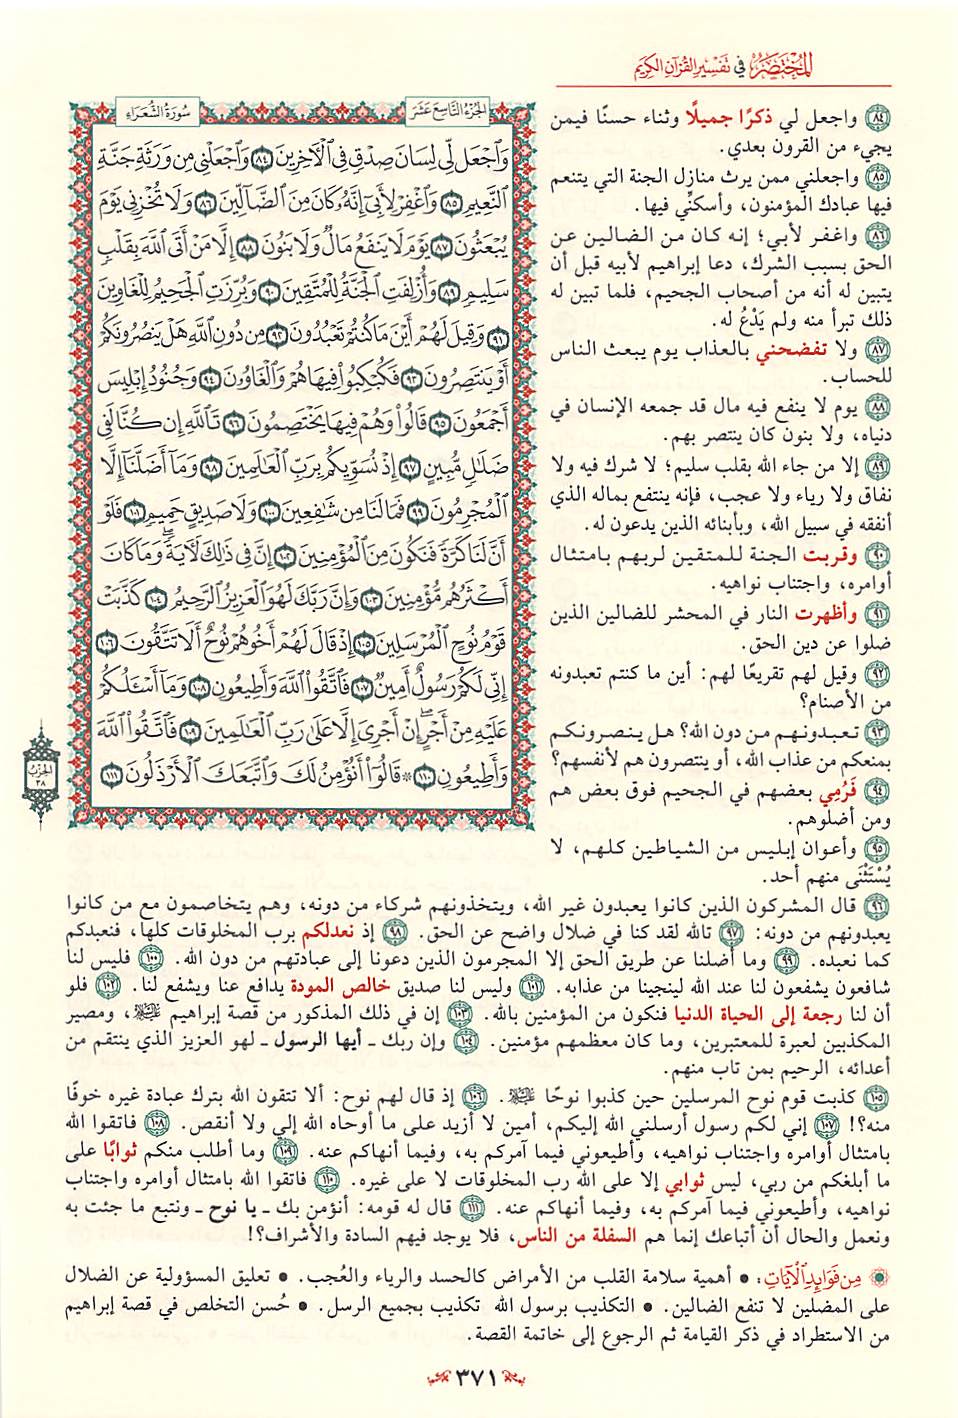 المختصر في تفسير القرآن الكريم
سورة الشعراء
الجزء التاسع عشر
وَٱجْعَل لِّى لِسَانَ صِدْقٍ فِى ٱلْأَخِرِينَ ٨٤ وَٱجْعَلْنِى مِن وَرَثَةِ جَنَّةِ
ٱلنَّعِيمِ ٨٥ وَٱغْفِرْ لِأَبِىٓ إِنَّهُۥ كَانَ مِنَ ٱلضَّآلِّينَ ٨٦ وَلَا تُخْزِنِى يَوْمَ
يُبْعَثُونَ ٨٧ يَوْمَ لَا يَنفَعُ مَالٌ وَلَا بَنُونَ ٨٨ إِلَّا مَنْ أَتَى ٱللَّهَ بِقَلْبٍ
سَلِيمٍ ٨٩ وَأُزْلِفَتِ ٱلْجَنَّةُ لِلْمُتَّقِينَ ٩٠ وَبُرِّزَتِ ٱلْجَحِيمُ لِلْغَاوِينَ
٩١ وَقِيلَ لَهُمْ أَيْنَ مَا كُنتُمْ تَعْبُدُونَ ٩٢ مِن دُونِ ٱللَّهِ هَلْ يَنصُرُونَكُمْ
أَوْ يَنتَصِرُونَ ٩٣ فَكُبْكِبُوا۟ فِيهَا هُمْ وَٱلْغَاوُۥنَ ٩٤ وَجُنُودُ إِبْلِيسَ
أَجْمَعُونَ ٩٥ قَالُوا۟ وَهُمْ فِيهَا يَخْتَصِمُونَ ٩٦ تَٱللَّهِ إِن كُنَّا لَفِى
ضَلَٰلٍ مُّبِينٍ ٩٧ إِذْ نُسَوِّيكُم بِرَبِّ ٱلْعَٰلَمِينَ ٩٨ وَمَآ أَضَلَّنَآ إِلَّا
ٱلْمُجْرِمُونَ ٩٩ فَمَا لَنَا مِن شَٰفِعِينَ ١٠٠ وَلَا صَدِيقٍ حَمِيمٍ ١٠١ فَلَوْ
أَنَّ لَنَا كَرَّةً فَنَكُونَ مِنَ ٱلْمُؤْمِنِينَ ١٠٢ إِنَّ فِى ذَٰلِكَ لَأٓيَةً ۖ وَمَا كَانَ
أَكْثَرُهُم مُّؤْمِنِينَ ١٠٣ وَإِنَّ رَبَّكَ لَهُوَ ٱلْعَزِيزُ ٱلرَّحِيمُ ١٠٤ كَذَّبَتْ
قَوْمُ نُوحٍ ٱلْمُرْسَلِينَ ١٠٥ إِذْ قَالَ لَهُمْ أَخُوهُمْ نُوحٌ أَلَا تَتَّقُونَ ١٠٦
إِنِّى لَكُمْ رَسُولٌ أَمِينٌ ١٠٧ فَٱتَّقُوا۟ ٱللَّهَ وَأَطِيعُونِ ١٠٨ وَمَآ أَسْـَٔلُكُمْ
عَلَيْهِ مِنْ أَجْرٍ ۖ إِنْ أَجْرِىَ إِلَّا عَلَىٰ رَبِّ ٱلْعَٰلَمِينَ ١٠٩ فَٱتَّقُوا۟ ٱللَّهَ
وَأَطِيعُونِ ١١٠ ۞ قَالُوٓا۟ أَنُؤْمِنُ لَكَ وَٱتَّبَعَكَ ٱلْأَرْذَلُونَ ١١١
الحزب
٣٨
٨٤ واجعل لي ذكرًا جميلًا وثناء حسنًا فيمن
يجيء من القرون بعدي.
٨٥ واجعلني ممن يرث منازل الجنة التي يتنعم
فيها عبادك المؤمنون، وأسكنِّي فيها.
٨٦ واغفر لأبي؛ إنه كان من الضالين عن
الحق بسبب الشرك، دعا إبراهيم لأبيه قبل أن
يتبين له أنه من أصحاب الجحيم، فلما تبين له
ذلك تبرأ منه ولم يَدْعُ له.
٨٧ ولا تفضحني بالعذاب يوم يبعث الناس
للحساب.
٨٨ يوم لا ينفع فيه مال قد جمعه الإنسان في
دنياه، ولا بنون كان ينتصر بهم.
٨٩ إلا من جاء الله بقلب سليم؛ لا شرك فيه ولا
نفاق ولا رياء ولا عجب، فإنه ينتفع بماله الذي
أنفقه في سبيل الله، وبأبنائه الذين يدعون له.
٩٠ وقربت الجنة للمتقين لربهم بامتثال
أوامره، واجتناب نواهيه.
٩١ وأظهرت النار في المحشر للضالين الذين
ضلوا عن دين الحق.
٩٢ وقيل لهم تقريعًا لهم: أين ما كنتم تعبدونه
من الأصنام؟
٩٣ تعبدونهم من دون الله؟ هل ينصرونكم
بمنعكم من عذاب الله، أو ينتصرون هم لأنفسهم؟
٩٤ فَرُمِي بعضهم في الجحيم فوق بعض هم
ومن أضلوهم.
٩٥ وأعوان إبليس من الشياطين كلهم، لا
يُسْتَثْنَى منهم أحد.
٩٦ قال المشركون الذين كانوا يعبدون غير الله، ويتخذونهم شركاء من دونه، وهم يتخاصمون مع من كانوا
يعبدونهم من دونه: ٩٧ تالله لقد كنا في ضلال واضح عن الحق. ٩٨ إذ نعدلكم برب المخلوقات كلها، فنعبدكم
كما نعبده. ٩٩ وما أضلنا عن طريق الحق إلا المجرمون الذين دعونا إلى عبادتهم من دون الله. ١٠٠ فليس لنا
شافعون يشفعون لنا عند الله لينجينا من عذابه. ١٠١ وليس لنا صديق خالص المودة يدافع عنا ويشفع لنا. ١٠٢ فلو
أن لنا رجعة إلى الحياة الدنيا فنكون من المؤمنين بالله. ١٠٣ إن في ذلك المذكور من قصة إبراهيم عليه السلام، ومصير
المكذبين لعبرة للمعتبرين، وما كان معظمهم مؤمنين. ١٠٤ وإن ربك ـ أيها الرسول ـ لهو العزيز الذي ينتقم من
أعدائه، الرحيم بمن تاب منهم.
١٠٥ كذبت قوم نوح المرسلين حين كذبوا نوحًا عليه السلام. ١٠٦ إذ قال لهم نوح: ألا تتقون الله بترك عبادة غيره خوفًا
منه؟! ١٠٧ إني لكم رسول أرسلني الله إليكم، أمين لا أزيد على ما أوحاه الله إلي ولا أنقص. ١٠٨ فاتقوا الله
بامتثال أوامره واجتناب نواهيه، وأطيعوني فيما آمركم به، وفيما أنهاكم عنه. ١٠٩ وما أطلب منكم ثوابًا على
ما أبلغكم من ربي، ليس ثوابي إلا على الله رب المخلوقات لا على غيره. ١١٠ فاتقوا الله بامتثال أوامره واجتناب
نواهيه، وأطيعوني فيما آمركم به، وفيما أنهاكم عنه. ١١١ قال له قومه: أنؤمن بك ـ يا نوح ـ ونتبع ما جئت به
ونعمل والحال أن أتباعك إنما هم السفلة من الناس، فلا يوجد فيهم السادة والأشراف؟!
مِن فَوَائِدِ الآيَاتِ: • أهمية سلامة القلب من الأمراض كالحسد والرياء والعُجب. • تعليق المسؤولية عن الضلال
على المضلين لا تنفع الضالين. • التكذيب برسول الله تكذيب بجميع الرسل. • حُسن التخلص في قصة إبراهيم
من الاستطراد في ذكر القيامة ثم الرجوع إلى خاتمة القصة.
٣٧١